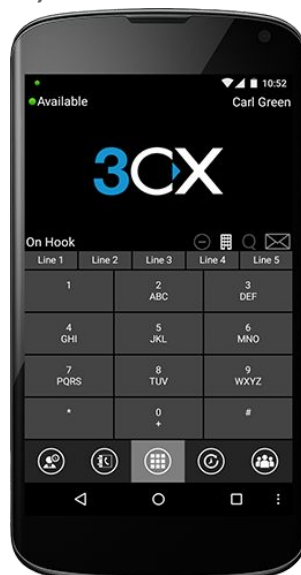 10:52
Available Carl Green
3CX
On Hook
Line 1 Line 2 Line 3 Line 4 Line 5
1 2 3
ABC DEF
4 5 6
GHI JKL MNO
7 8 9
PQRS TUV WXYZ
* 0 #
+